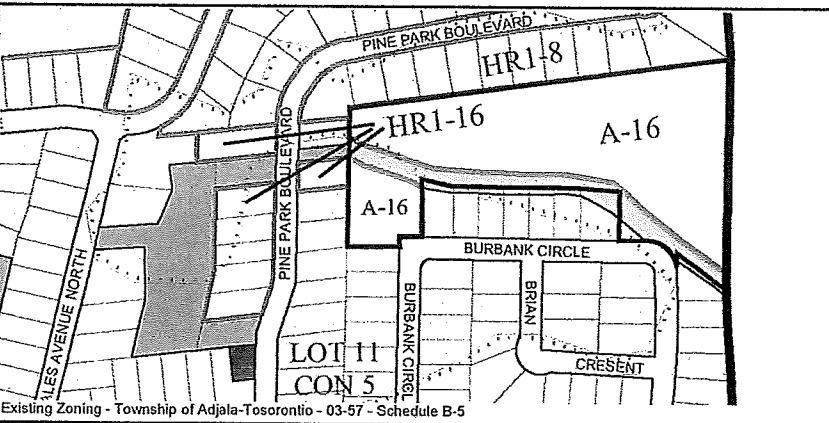 PINE PARK BOULEVARD
HR1-8
HR1-16
A-16
PINE PARK BOULEVARD
A-16
BURBANK CIRCLE
BURBANK CIRCL
BRIAN
CRESENT
ALES AVENUE NORTH
LOT 11
CON 5
Existing Zoning - Township of Adjala-Tosorontio - 03-57 - Schedule B-5